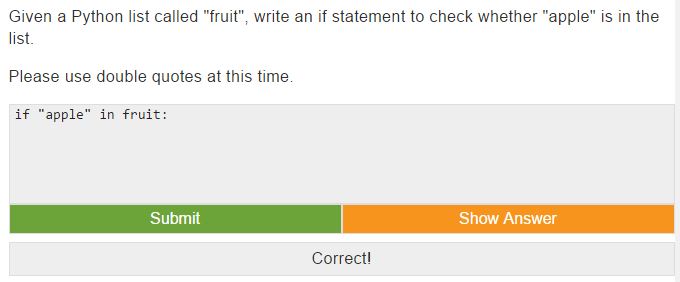 Given a Python list called "fruit", write an if statement to check whether "apple" is in the
list.
Please use double quotes at this time.
if "apple" in fruit:
Submit
Show Answer
Correct!